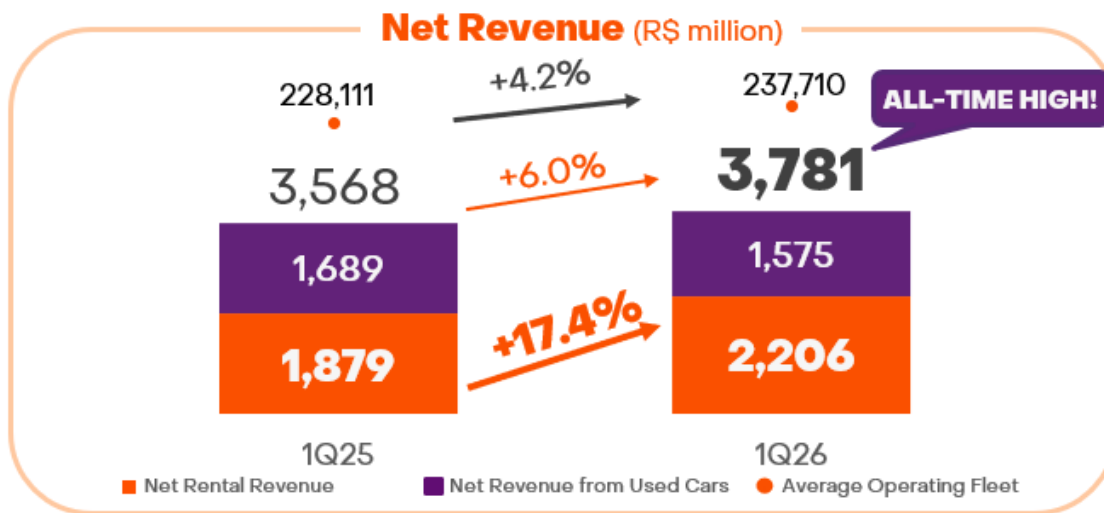 Net Revenue (R$ million)
228,111
+4.2%
237,710
ALL-TIME HIGH!
3,568
+6.0%
3,781
1,689
1,575
+17.4%
1,879
2,206
1Q25
1Q26
Net Rental Revenue
Net Revenue from Used Cars
Average Operating Fleet